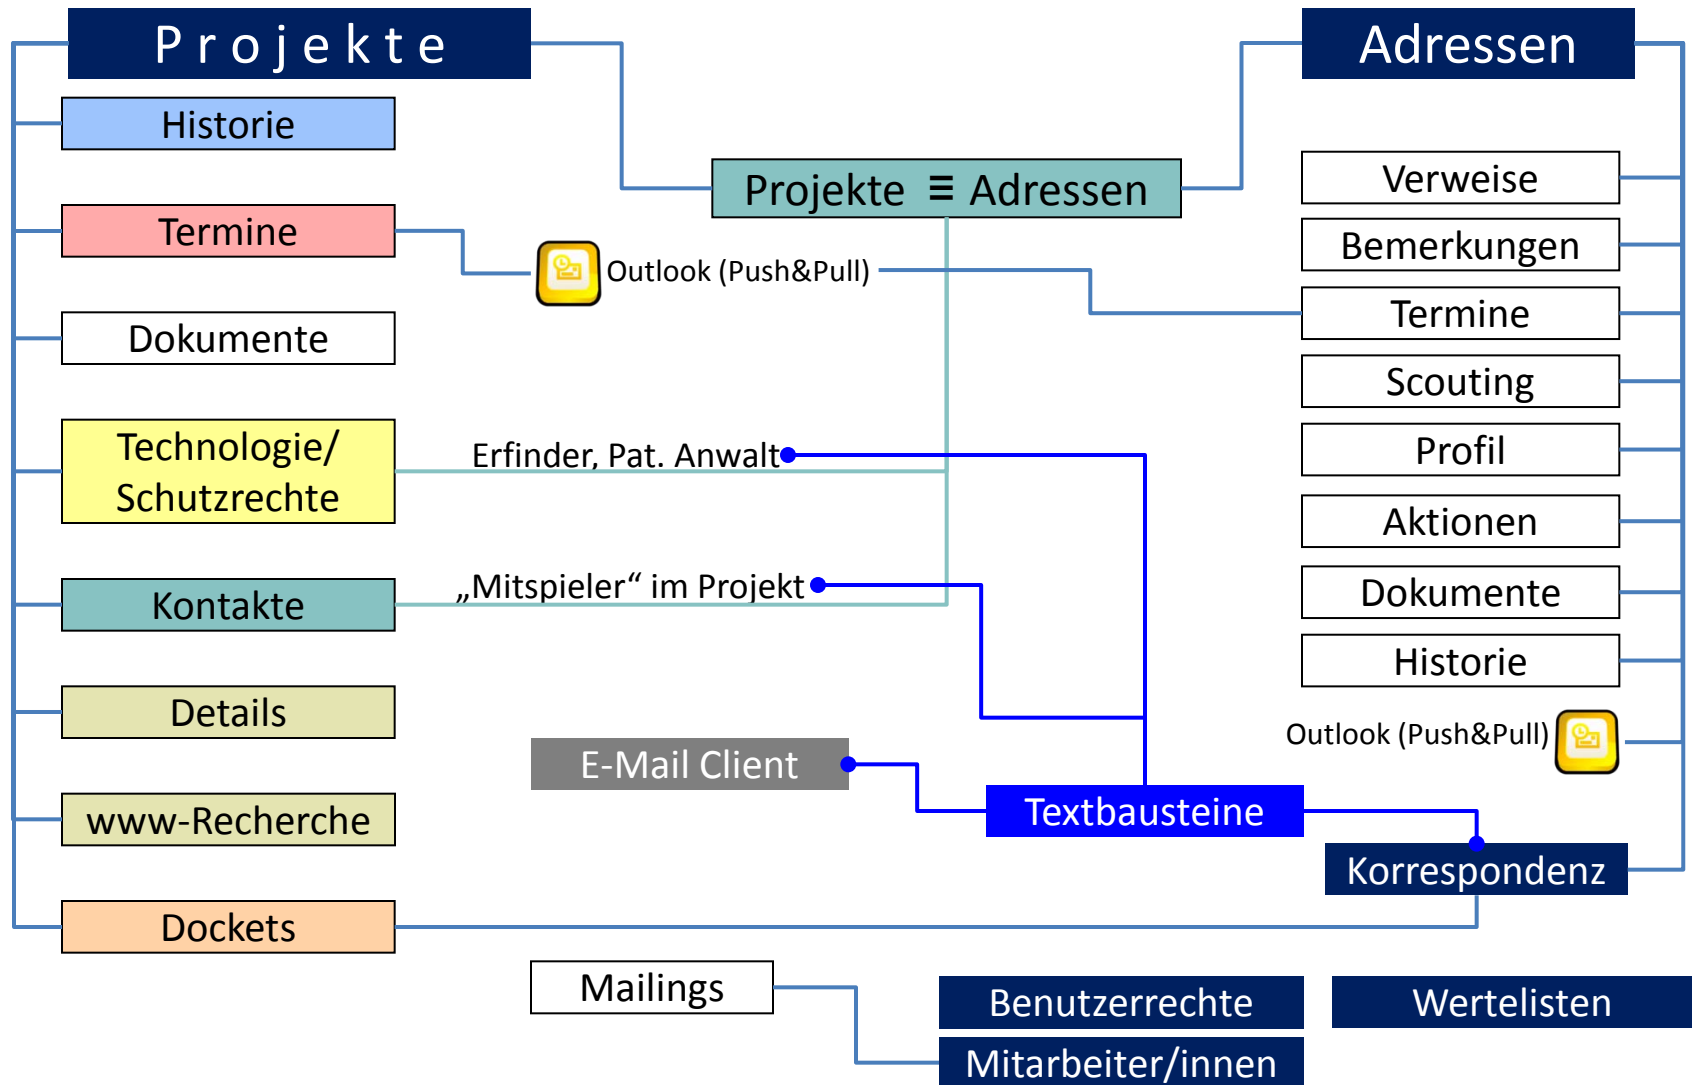 Projekte
Adressen
Historie
Projekte ≡ Adressen
Verweise
Termine
Bemerkungen
Outlook (Push&Pull)
Termine
Dokumente
Scouting
Technologie/
Schutzrechte
Erfinder, Pat. Anwalt
Profil
Aktionen
Kontakte
„Mitspieler“ im Projekt
Dokumente
Historie
Details
Outlook (Push&Pull)
E-Mail Client
www-Recherche
Textbausteine
Korrespondenz
Dockets
Mailings
Benutzerrechte
Wertelisten
Mitarbeiter/innen